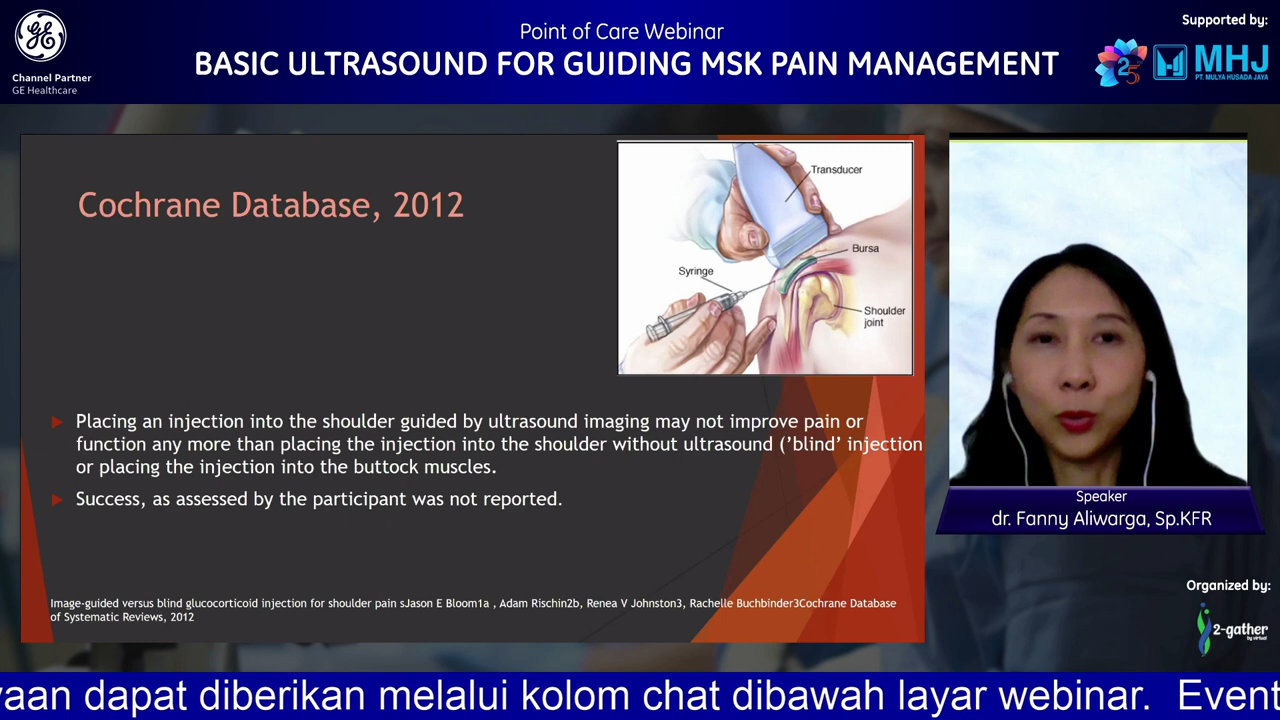 GE
Channel Partner
GE Healthcare
Point of Care Webinar
BASIC ULTRASOUND FOR GUIDING MSK PAIN MANAGEMENT
Supported by:
25
MHJ
PT. MULYA HUSADA JAYA
Cochrane Database, 2012
Transducer
Bursa
Syringe
Shoulder
joint
Placing an injection into the shoulder guided by ultrasound imaging may not improve pain or
function any more than placing the injection into the shoulder without ultrasound (’blind’ injection
or placing the injection into the buttock muscles.
Success, as assessed by the participant was not reported.
Image-guided versus blind glucocorticoid injection for shoulder pain sJason E Bloom1a , Adam Rischin2b, Renea V Johnston3, Rachelle Buchbinder3Cochrane Database
of Systematic Reviews, 2012
Speaker
dr. Fanny Aliwarga, Sp.KFR
Organized by:
2-gather
by virtual
yaan dapat diberikan melalui kolom chat dibawah layar webinar. Event